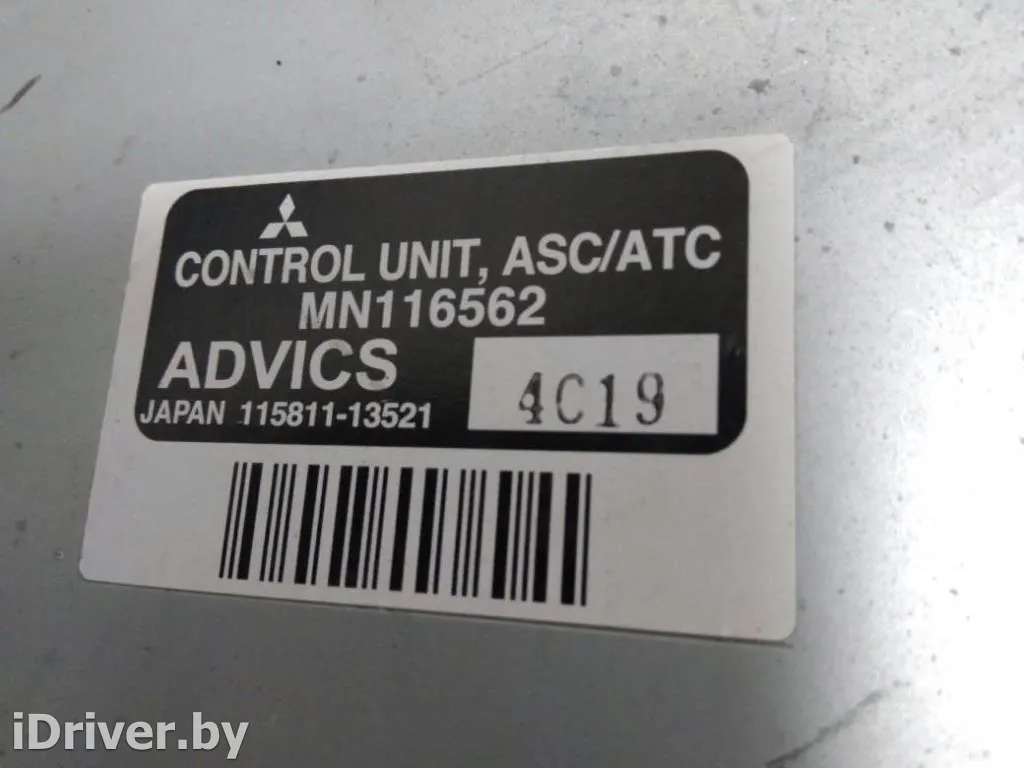 CONTROL UNIT, ASC/ATC
MN116562
ADVICS
4C19
JAPAN 115811-13521
iDriver.by